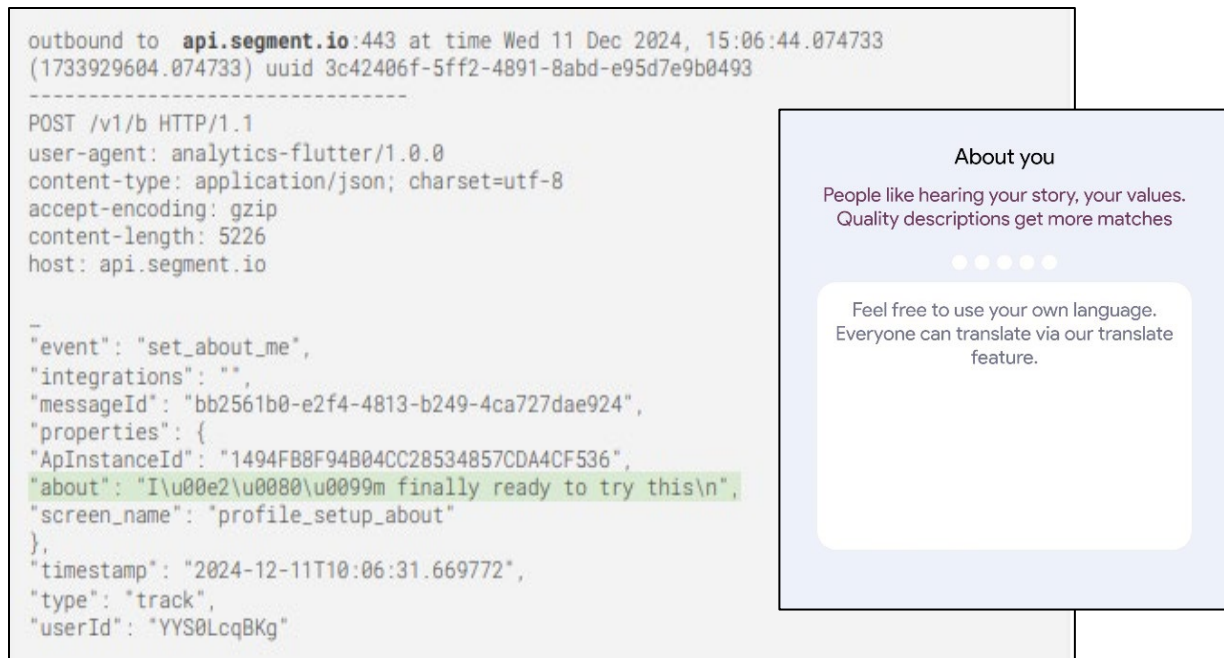 outbound to api.segment.io:443 at time Wed 11 Dec 2024, 15:06:44.074733
(1733929604.074733) uuid 3c42406f-5ff2-4891-8abd-e95d7e9b0493
--------------------------------
POST /v1/b HTTP/1.1
user-agent: analytics-flutter/1.0.0
content-type: application/json; charset=utf-8
accept-encoding: gzip
content-length: 5226
host: api.segment.io
…
"event": "set_about_me",
"integrations": "",
"messageId": "bb2561b0-e2f4-4813-b249-4ca727dae924",
"properties": {
"ApInstanceId": "1494FB8F94B04CC28534857CDA4CF536",
"about": "I\u00e2\u0080\u0099m finally ready to try this\n",
"screen_name": "profile_setup_about"
},
"timestamp": "2024-12-11T10:06:31.669772",
"type": "track",
"userId": "YYS0LcqBKg"
About you
People like hearing your story, your values.
Quality descriptions get more matches
Feel free to use your own language.
Everyone can translate via our translate
feature.